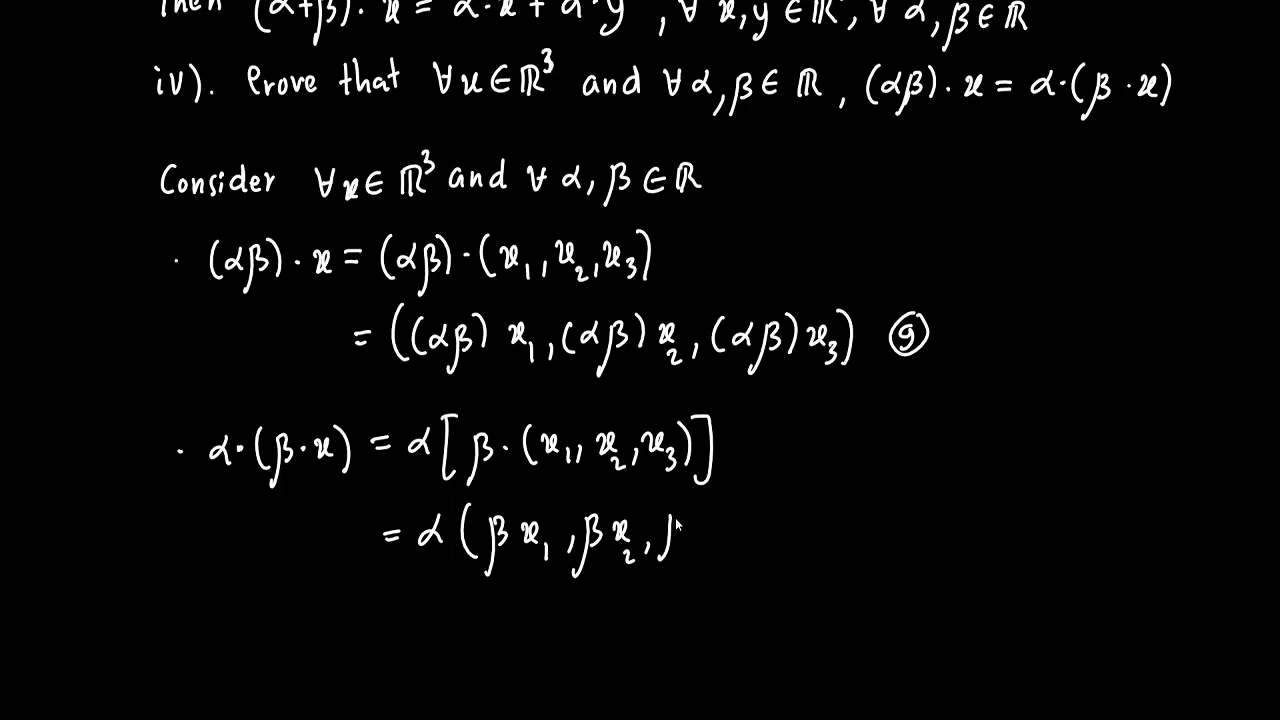 Then (α+β)· x = α·x + α·y , ∀ x,y ∈ ℝ³, ∀ α,β ∈ ℝ
iv). Prove that ∀x∈ℝ³ and ∀α,β∈ ℝ, (αβ)· x = α·(β·x)
Consider ∀x∈ ℝ³ and ∀ α, β ∈ ℝ
· (αβ)· x = (αβ)·(x₁,x₂,x₃)
= ((αβ) x₁,(αβ) x₂,(αβ)x₃) ⑨
· α·(β·x) = α[β·(x₁,x₂,x₃)]
= α(βx₁,βx₂,